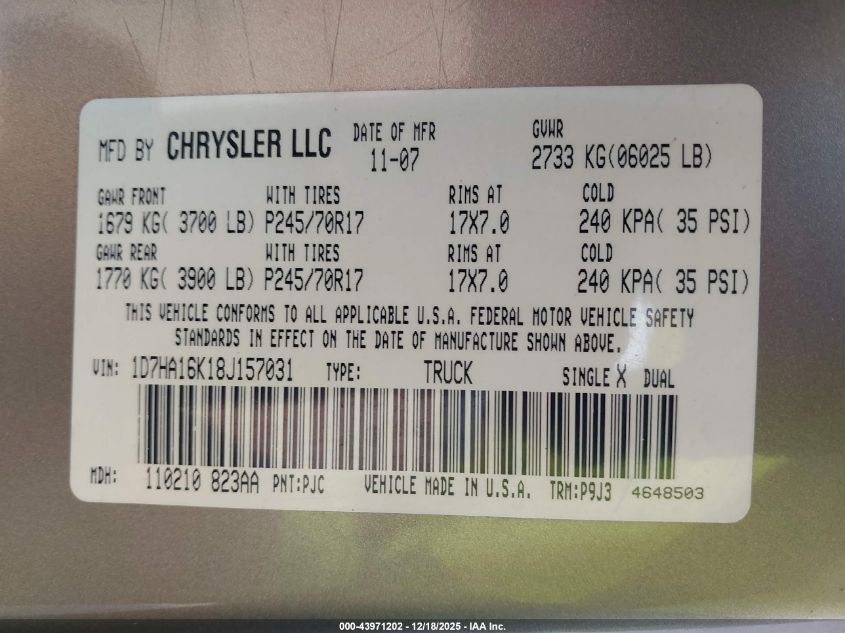 MFD BY CHRYSLER LLC DATE OF MFR 11-07 GVWR 2733 KG(06025 LB)
GAWR FRONT WITH TIRES RIMS AT COLD
1679 KG( 3700 LB) P245/70R17 17X7.0 240 KPA( 35 PSI)
GAWR REAR WITH TIRES RIMS AT COLD
1770 KG( 3900 LB) P245/70R17 17X7.0 240 KPA( 35 PSI)
THIS VEHICLE CONFORMS TO ALL APPLICABLE U.S.A. FEDERAL MOTOR VEHICLE SAFETY
STANDARDS IN EFFECT ON THE DATE OF MANUFACTURE SHOWN ABOVE.
VIN: 1D7HA16K18J157031 TYPE: TRUCK SINGLE X DUAL
MDH: 110210 823AA PNT:PJC VEHICLE MADE IN U.S.A. TRM:P9J3 4648503
000-43971202 - 12/18/2025 - IAA Inc.